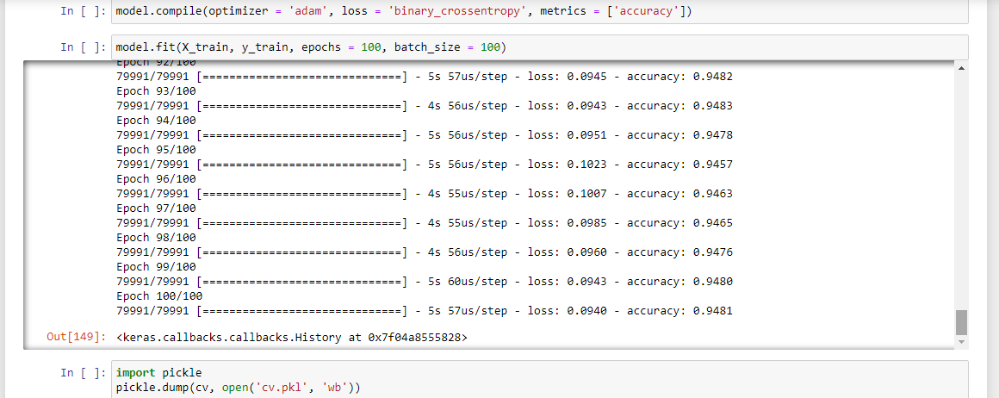 In [ ]: model.compile(optimizer = 'adam', loss = 'binary_crossentropy', metrics = ['accuracy'])
In [ ]: model.fit(X_train, y_train, epochs = 100, batch_size = 100)
Epoch 92/100
79991/79991 [==============================] - 5s 57us/step - loss: 0.0945 - accuracy: 0.9482
Epoch 93/100
79991/79991 [==============================] - 4s 56us/step - loss: 0.0943 - accuracy: 0.9483
Epoch 94/100
79991/79991 [==============================] - 5s 56us/step - loss: 0.0951 - accuracy: 0.9478
Epoch 95/100
79991/79991 [==============================] - 5s 56us/step - loss: 0.1023 - accuracy: 0.9457
Epoch 96/100
79991/79991 [==============================] - 4s 55us/step - loss: 0.1007 - accuracy: 0.9463
Epoch 97/100
79991/79991 [==============================] - 4s 55us/step - loss: 0.0985 - accuracy: 0.9465
Epoch 98/100
79991/79991 [==============================] - 4s 56us/step - loss: 0.0960 - accuracy: 0.9476
Epoch 99/100
79991/79991 [==============================] - 5s 60us/step - loss: 0.0943 - accuracy: 0.9480
Epoch 100/100
79991/79991 [==============================] - 5s 57us/step - loss: 0.0940 - accuracy: 0.9481
Out[149]: <keras.callbacks.callbacks.History at 0x7f04a8555828>
In [ ]: import pickle
pickle.dump(cv, open('cv.pkl', 'wb'))